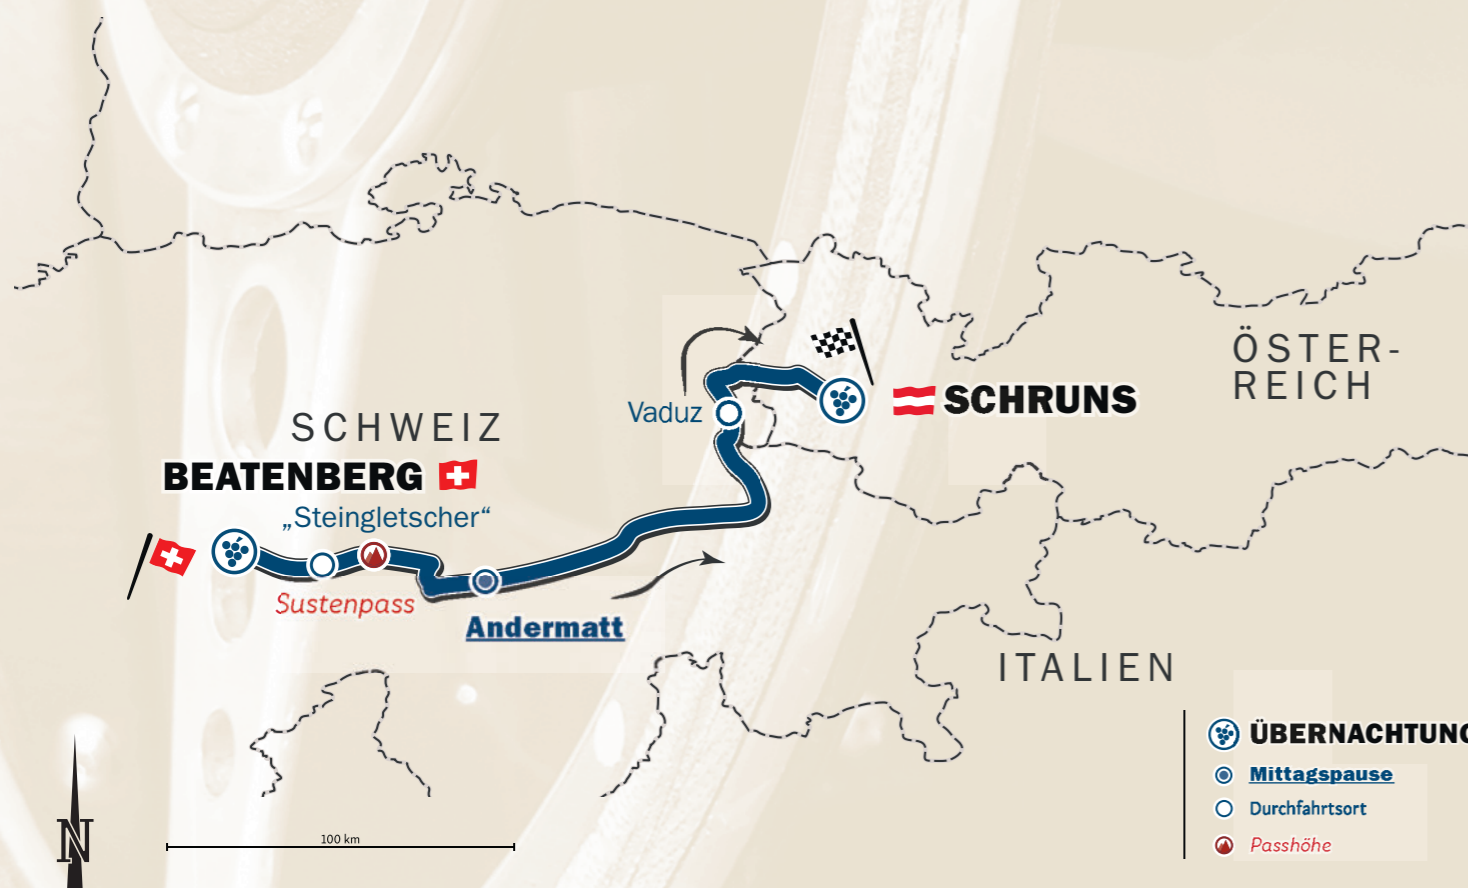 ÖSTER-
REICH
SCHRUNS
Vaduz
SCHWEIZ
BEATENBERG
„Steingletscher“
Sustenpass
Andermatt
ITALIEN
ÜBERNACHTUNG
Mittagspause
Durchfahrtsort
Passhöhe
100 km
N